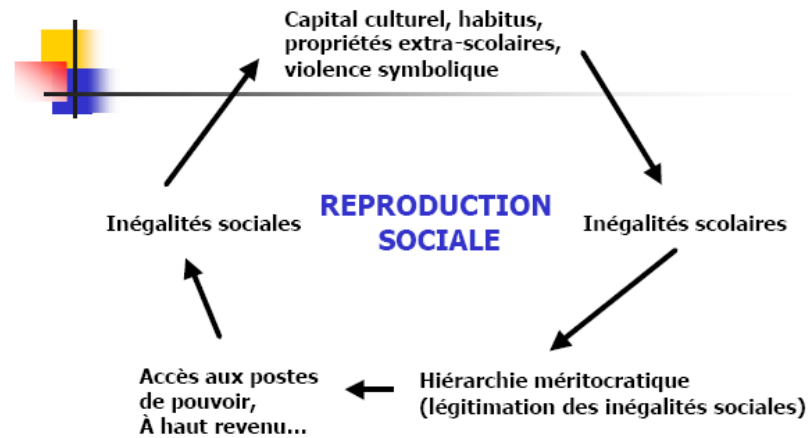 Capital culturel, habitus,
propriétés extra-scolaires,
violence symbolique
Inégalités sociales
REPRODUCTION
SOCIALE
Inégalités scolaires
Accès aux postes
de pouvoir,
À haut revenu...
Hiérarchie méritocratique
(légitimation des inégalités sociales)